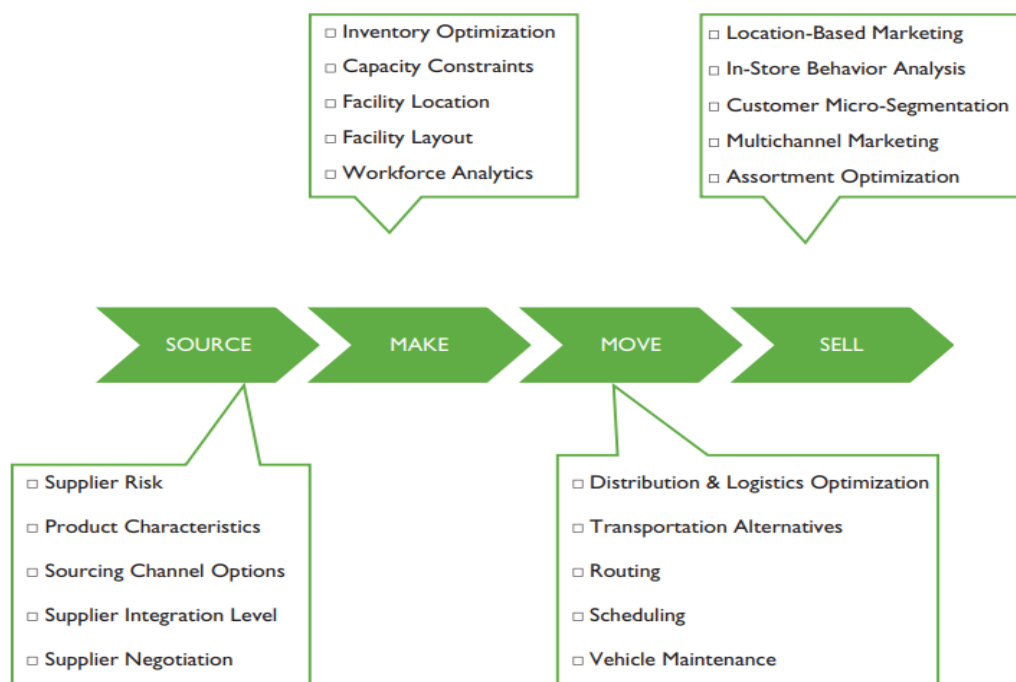 □ Inventory Optimization
□ Capacity Constraints
□ Facility Location
□ Facility Layout
□ Workforce Analytics
□ Location-Based Marketing
□ In-Store Behavior Analysis
□ Customer Micro-Segmentation
□ Multichannel Marketing
□ Assortment Optimization
SOURCE
MAKE
MOVE
SELL
□ Supplier Risk
□ Product Characteristics
□ Sourcing Channel Options
□ Supplier Integration Level
□ Supplier Negotiation
□ Distribution & Logistics Optimization
□ Transportation Alternatives
□ Routing
□ Scheduling
□ Vehicle Maintenance